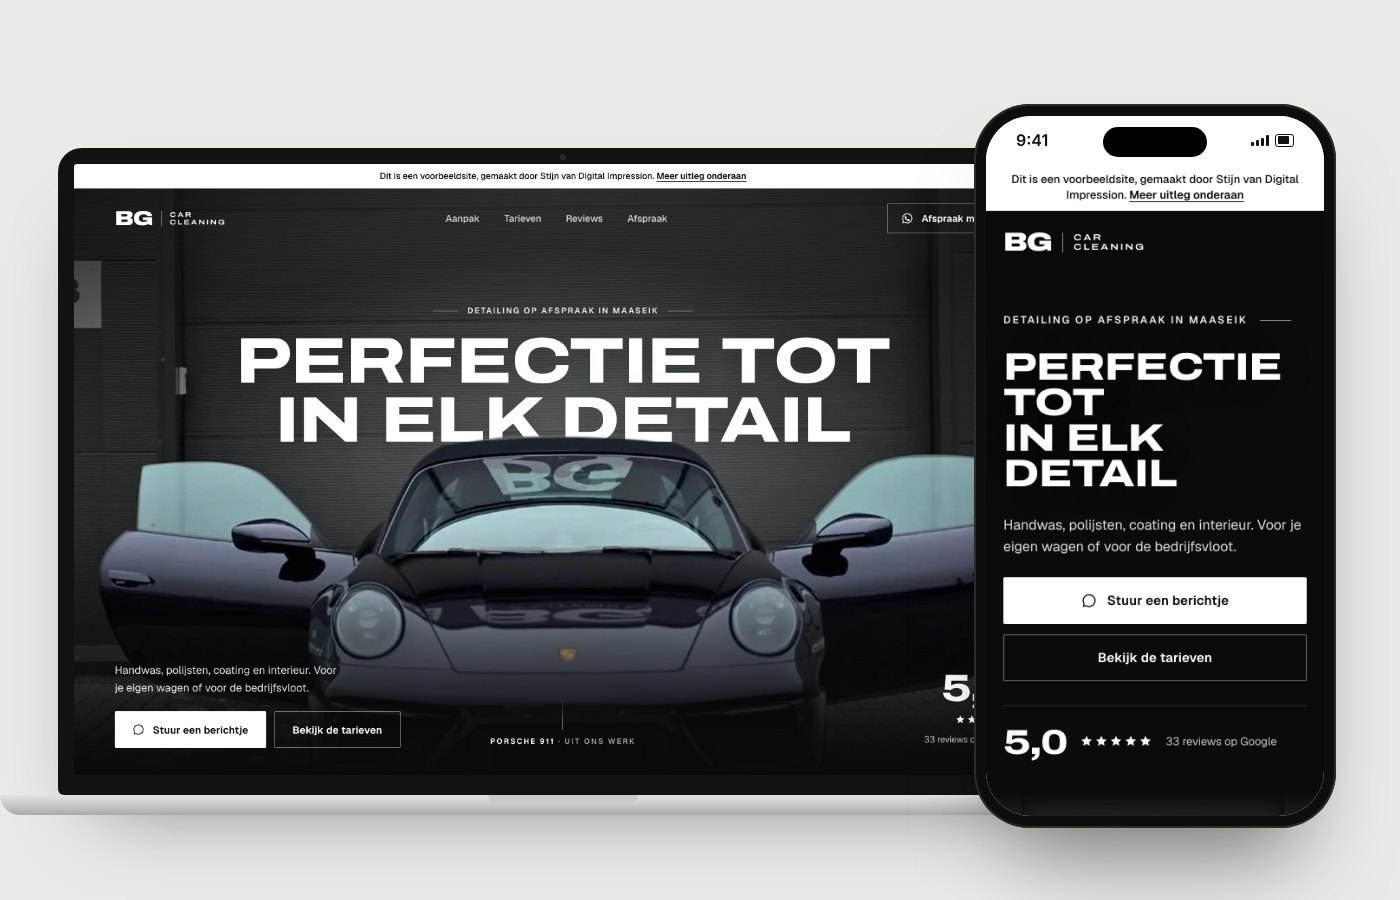 Dit is een voorbeeldsite, gemaakt door Stijn van Digital Impression. Meer uitleg onderaan
BG CAR
CLEANING
Aanpak Tarieven Reviews Afspraak
Afspraak
DETAILING OP AFSPRAAK IN MAASEIK
PERFECTIE TOT
IN ELK DETAIL
BG
Handwas, polijsten, coating en interieur. Voor
je eigen wagen of voor de bedrijfsvloot.
Stuur een berichtje
Bekijk de tarieven
PORSCHE 911 · UIT ONS WERK
5,
33 reviews
9:41
Dit is een voorbeeldsite, gemaakt door Stijn van Digital
Impression. Meer uitleg onderaan
BG CAR
CLEANING
DETAILING OP AFSPRAAK IN MAASEIK
PERFECTIE
TOT
IN ELK
DETAIL
Handwas, polijsten, coating en interieur. Voor je
eigen wagen of voor de bedrijfsvloot.
Stuur een berichtje
Bekijk de tarieven
5,0 33 reviews op Google